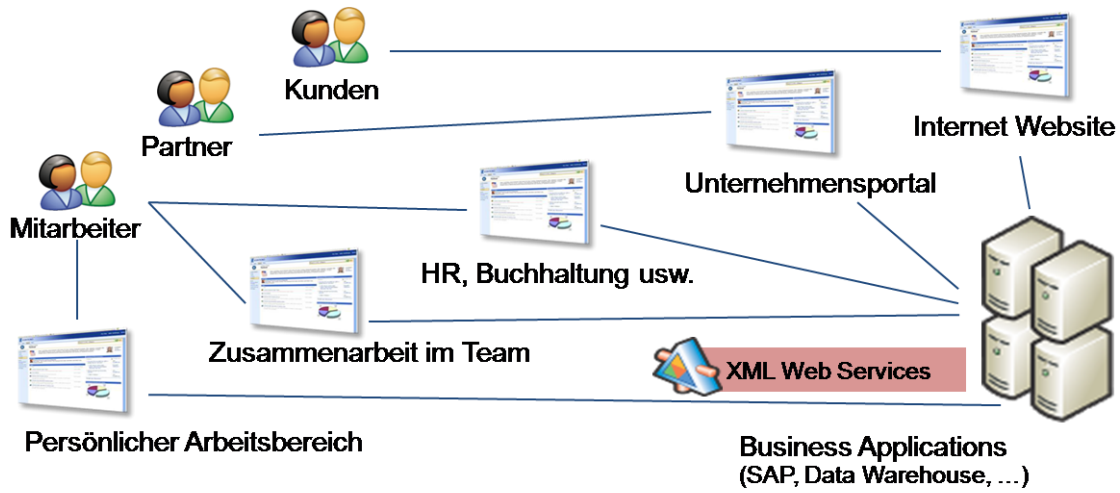 Kunden
Internet Website
Partner
Unternehmensportal
Mitarbeiter
HR, Buchhaltung usw.
Zusammenarbeit im Team
XML Web Services
Persönlicher Arbeitsbereich
Business Applications
(SAP, Data Warehouse, ...)